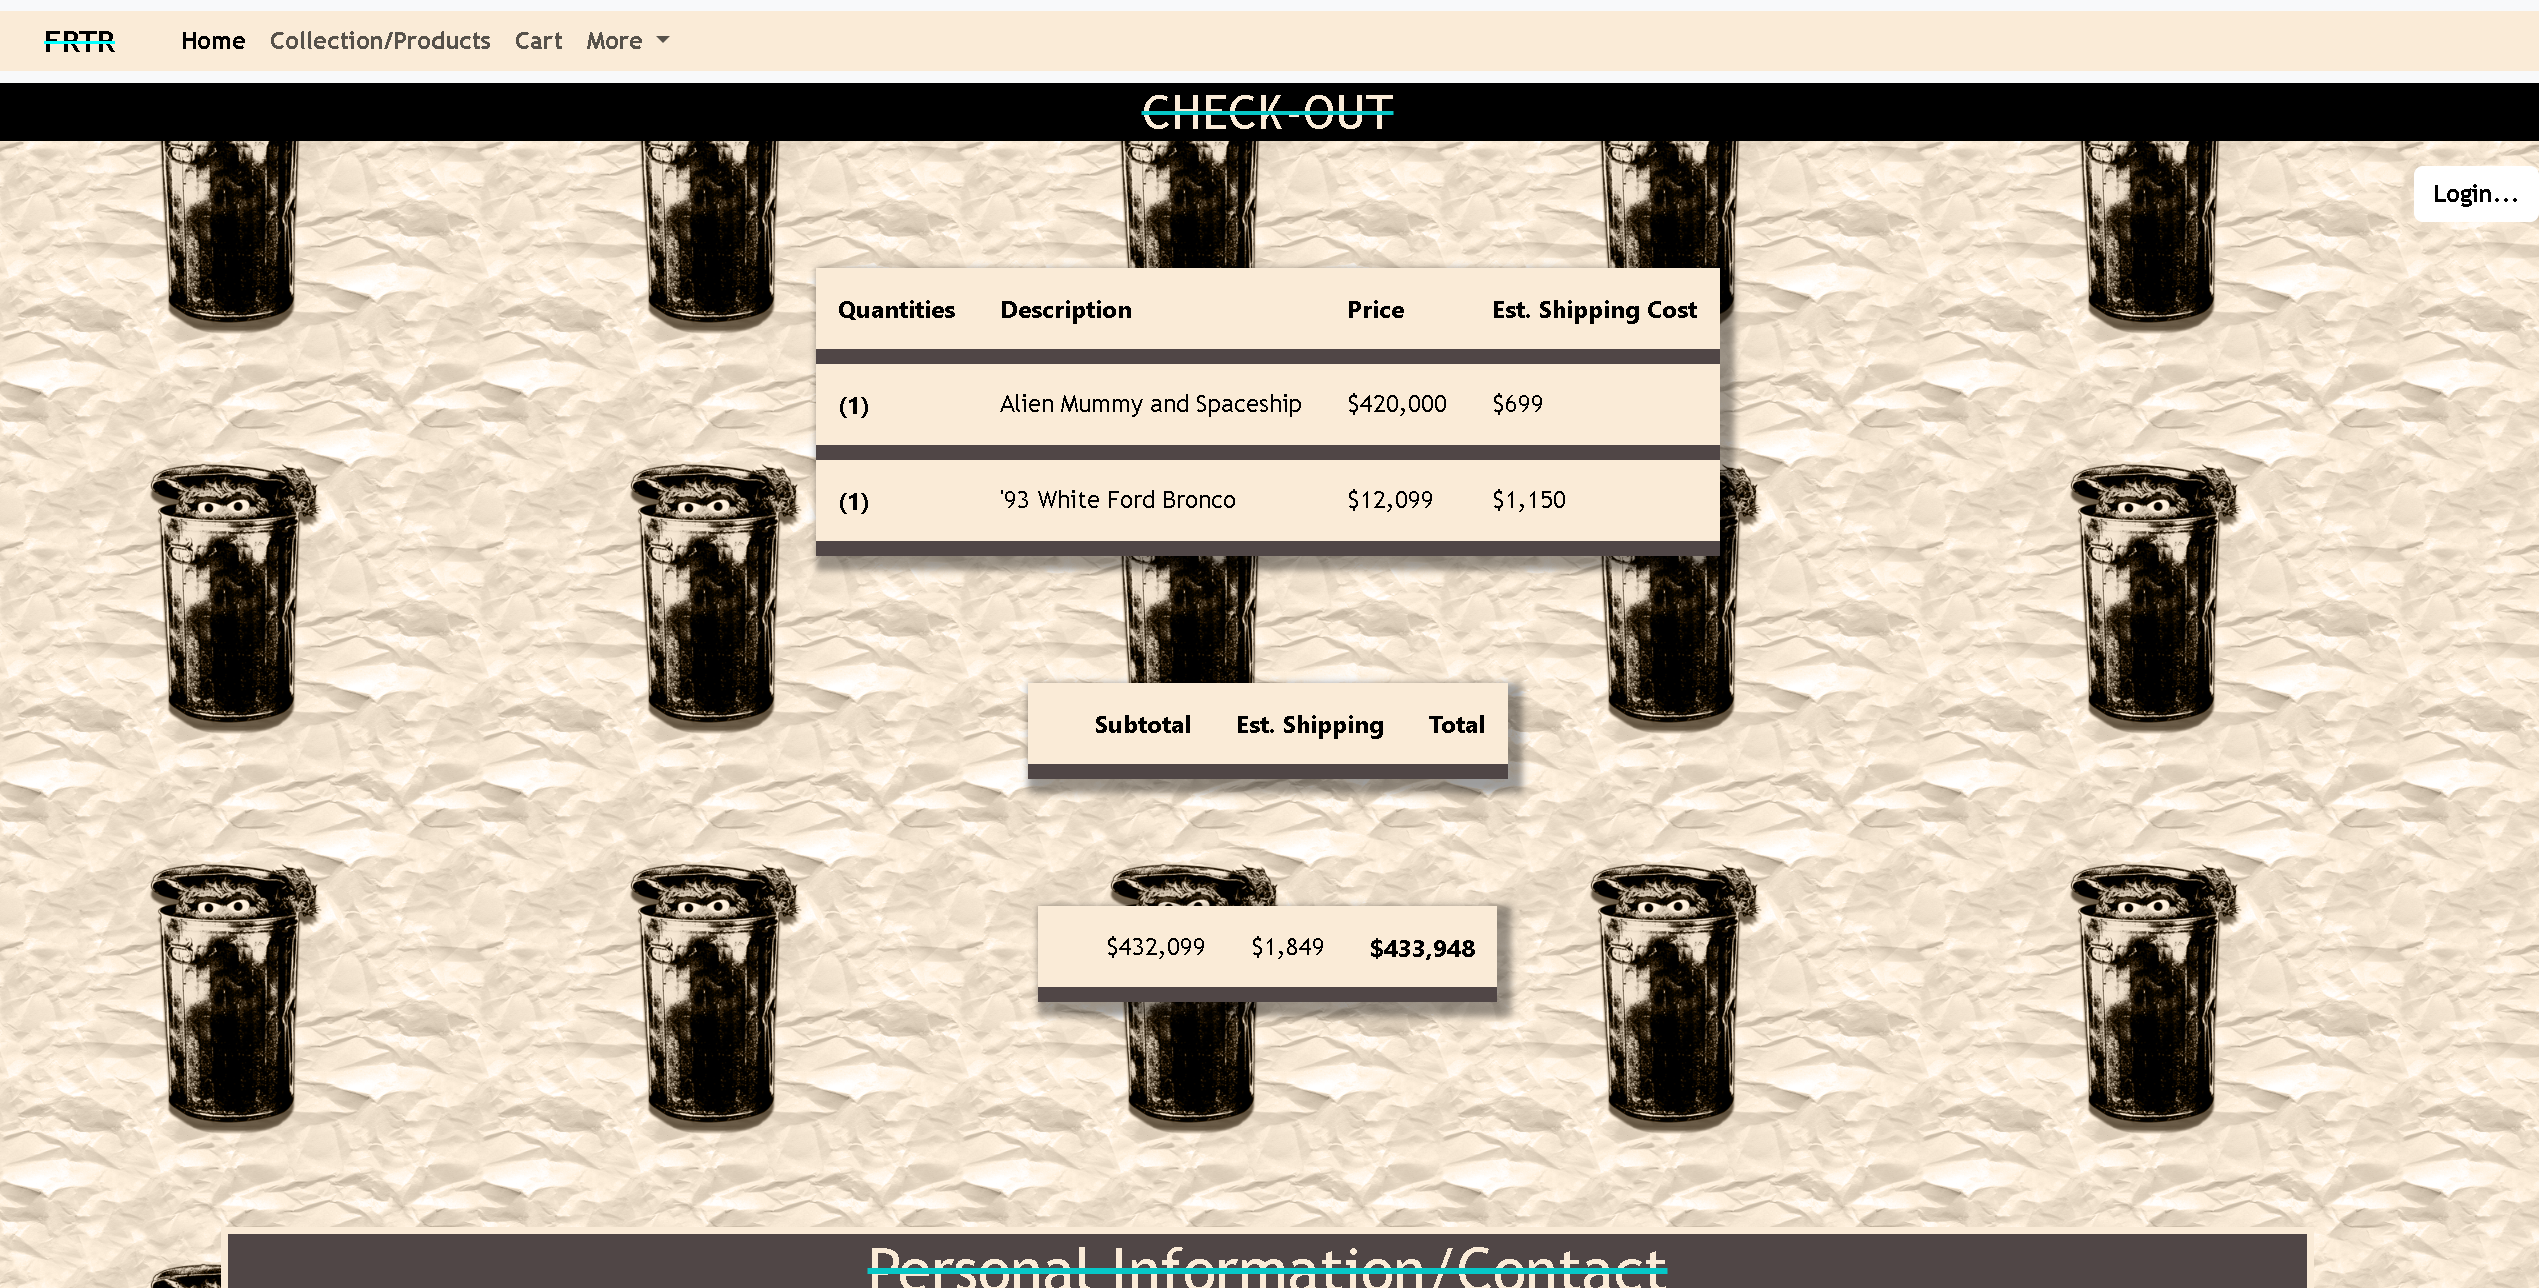 FRTR Home Collection/Products Cart More
CHECK-OUT
Login...
Quantities Description Price Est. Shipping Cost
(1) Alien Mummy and Spaceship $420,000 $699
(1) '93 White Ford Bronco $12,099 $1,150
Subtotal Est. Shipping Total
$432,099 $1,849 $433,948
Personal Information/Contact